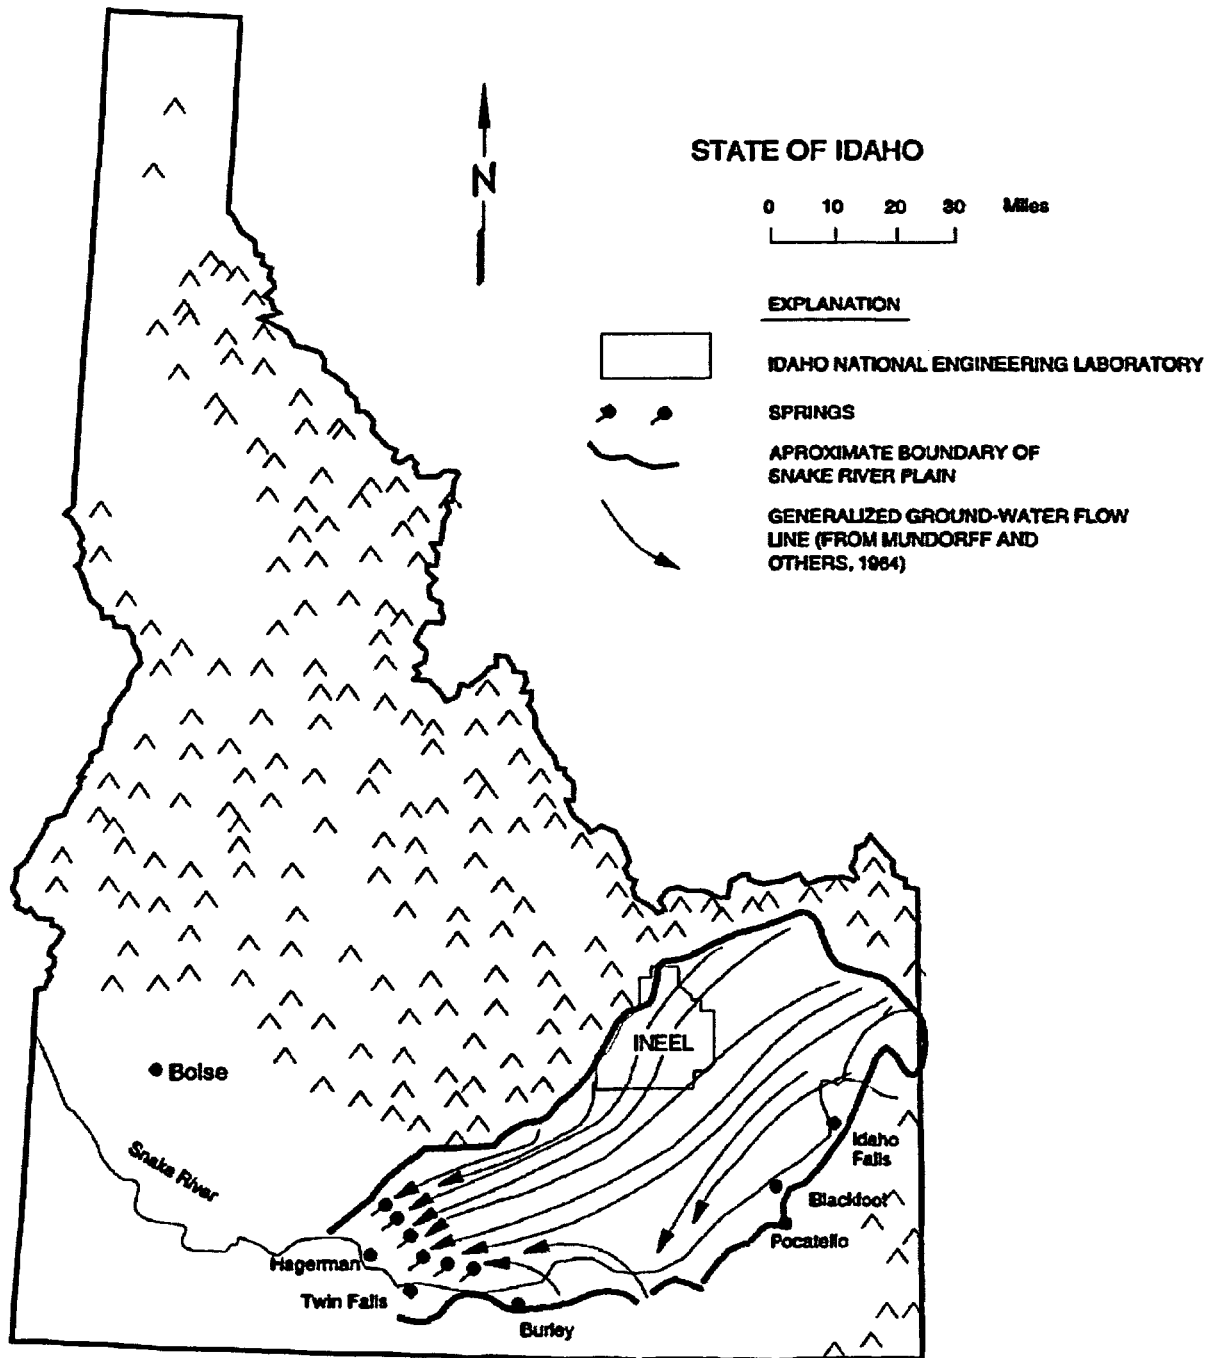 N
STATE OF IDAHO
0 10 20 30 Miles
EXPLANATION
IDAHO NATIONAL ENGINEERING LABORATORY
SPRINGS
APROXIMATE BOUNDARY OF
SNAKE RIVER PLAIN
GENERALIZED GROUND-WATER FLOW
LINE (FROM MUNDORFF AND
OTHERS, 1964)
INEEL
Boise
Snake River
Idaho
Falls
Blackfoot
Pocatello
Hagerman
Twin Falls
Burley